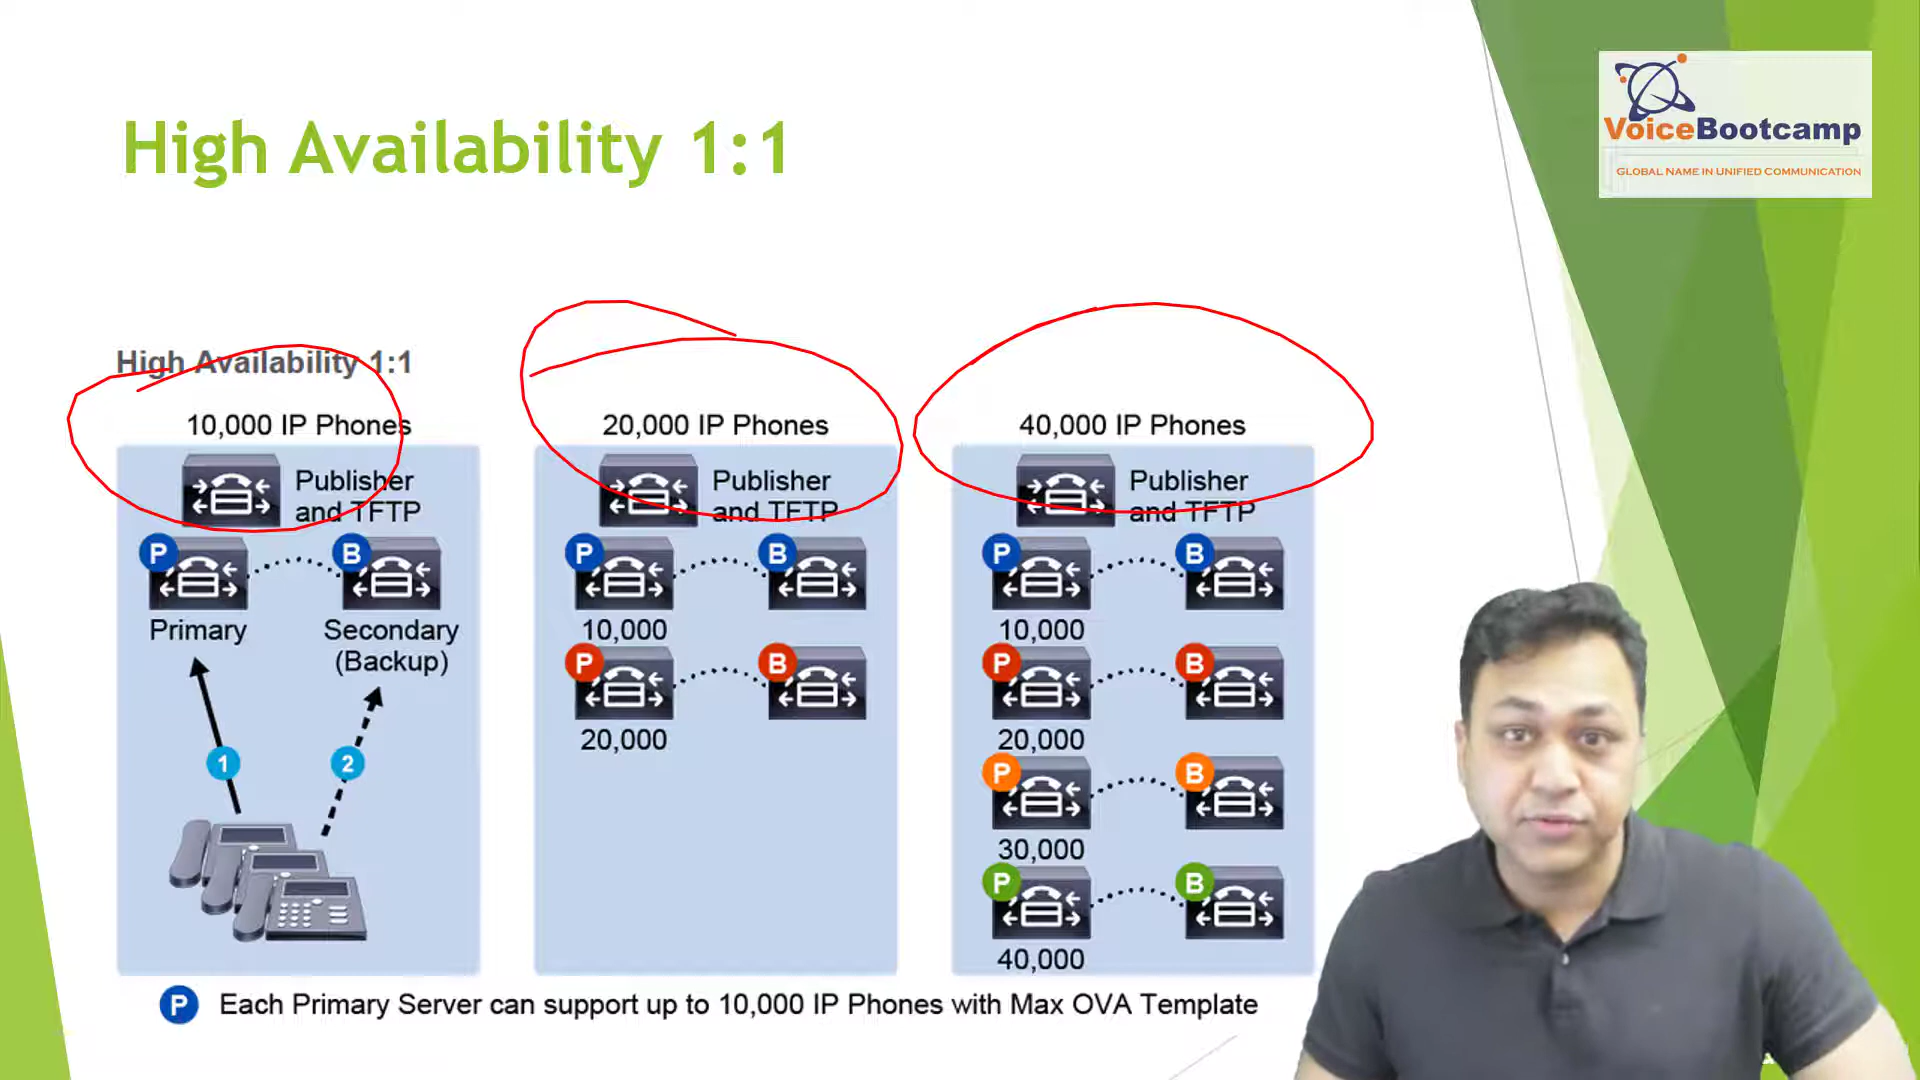 High Availability 1:1
VoiceBootcamp
GLOBAL NAME IN UNIFIED COMMUNICATION
High Availability 1:1
10,000 IP Phones
Publisher
and TFTP
P
B
Primary
Secondary
(Backup)
1
2
20,000 IP Phones
Publisher
and TFTP
P
B
10,000
P
B
20,000
40,000 IP Phones
Publisher
and TFTP
P
B
10,000
P
B
20,000
P
B
30,000
P
B
40,000
P Each Primary Server can support up to 10,000 IP Phones with Max OVA Template